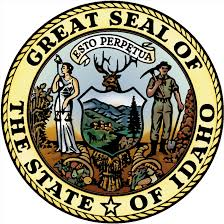 GREAT SEAL OF
THE STATE OF IDAHO
ESTO PERPETUA